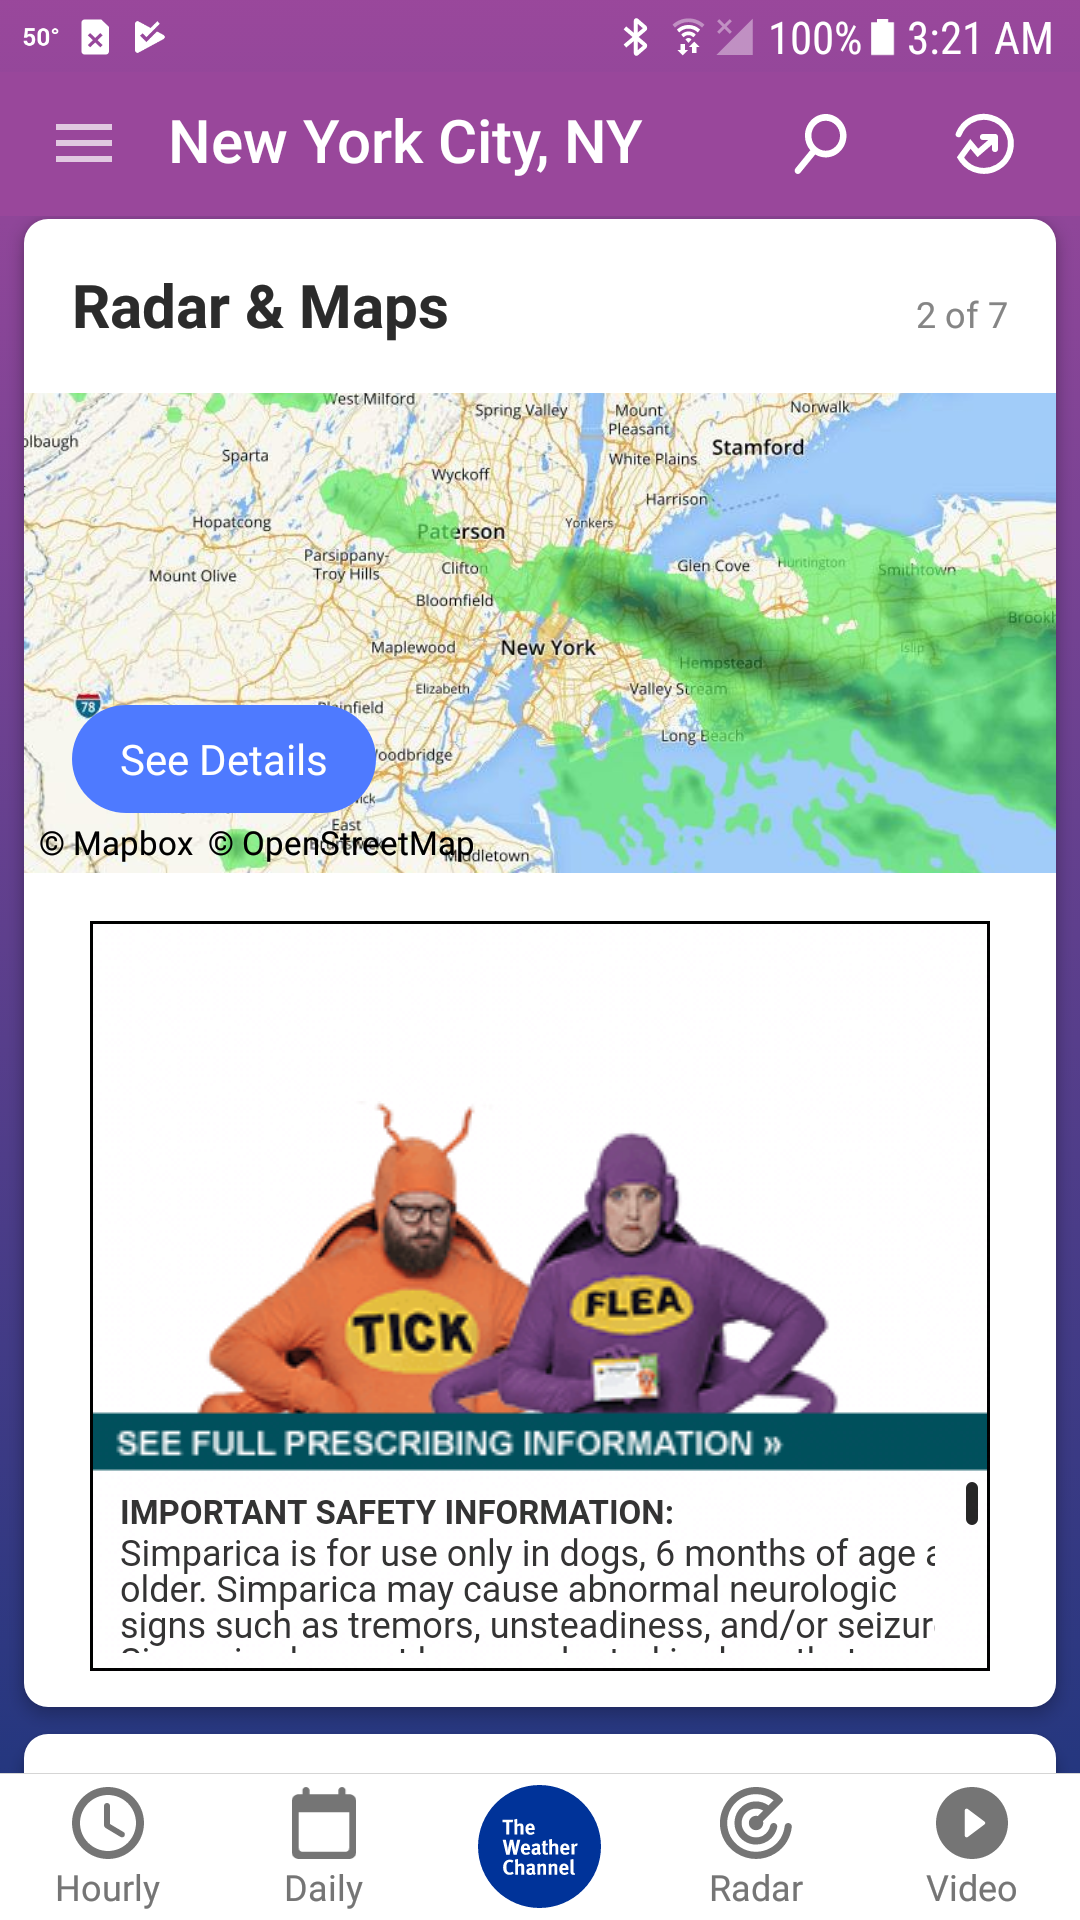 50°
100%
3:21 AM
New York City, NY
Radar & Maps
2 of 7
West Milford
Spring Valley
Mount Pleasant
Norwalk
olbaugh
Sparta
Wyckoff
White Plains
Stamford
Harrison
Hopatcong
Paterson
Yonkers
Parsippany-
Troy Hills
Clifton
Glen Cove
Huntington
Smithtown
Mount Olive
Bloomfield
Brookh
Maplewood
New York
Islip
Hempstead
Elizabeth
Valley Stream
78
Plainfield
Long Beach
See Details
oodbridge
ick
East
© Mapbox © OpenStreetMap
Middletown
TICK
FLEA
SEE FULL PRESCRIBING INFORMATION »
IMPORTANT SAFETY INFORMATION:
Simparica is for use only in dogs, 6 months of age a
older. Simparica may cause abnormal neurologic
signs such as tremors, unsteadiness, and/or seizur
The
Weather
Channel
Hourly
Daily
Radar
Video